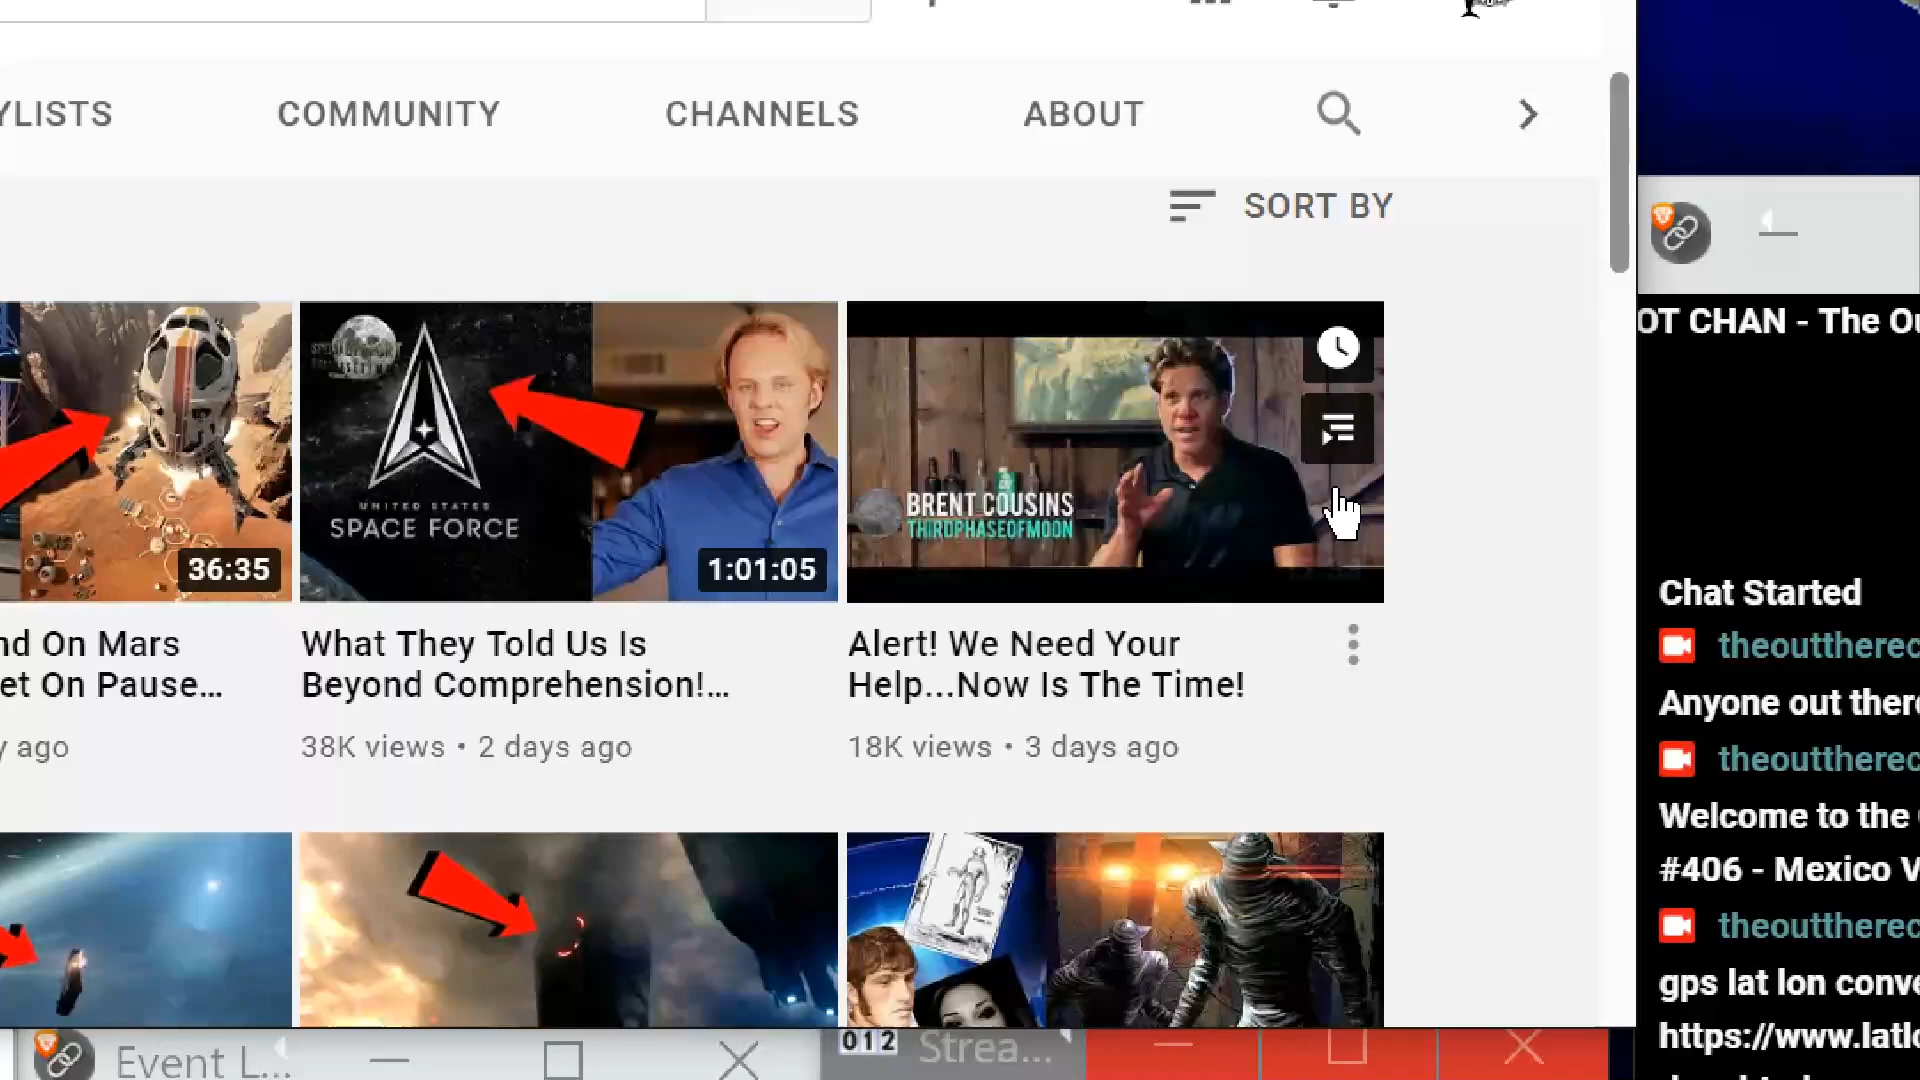 YLISTS COMMUNITY CHANNELS ABOUT
SORT BY
UNITED STATES
SPACE FORCE
36:35
1:01:05
BRENT COUSINS
THIRDPHASEOFMOON
nd On Mars
et On Pause...
y ago
What They Told Us Is
Beyond Comprehension!...
38K views • 2 days ago
Alert! We Need Your
Help...Now Is The Time!
18K views • 3 days ago
OT CHAN - The Ou
Chat Started
theouttherec
Anyone out there
theouttherec
Welcome to the
#406 - Mexico V
theouttherec
gps lat lon conve
https://www.latlo
Event L...
012
Strea...